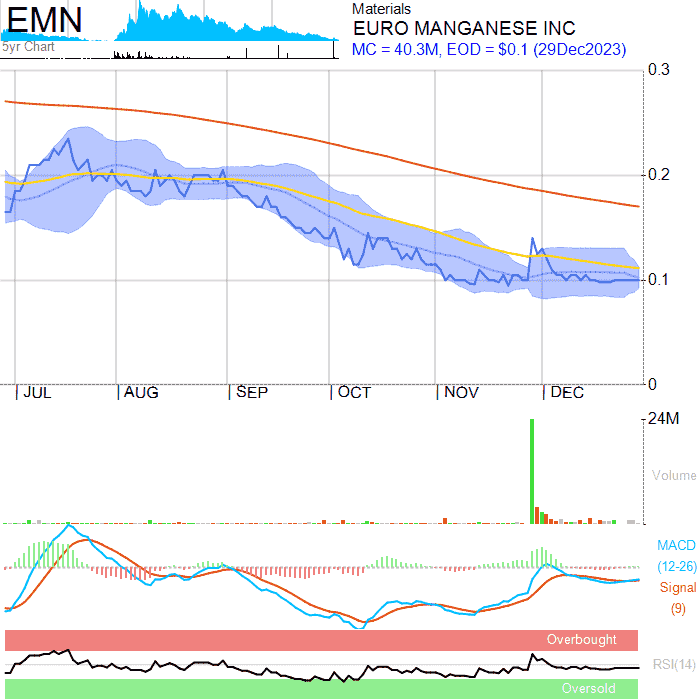 EMN
5yr Chart
Materials
EURO MANGANESE INC
MC = 40.3M, EOD = $0.1 (29Dec2023)
0.3
0.2
0.1
0
JUL AUG SEP OCT NOV DEC
24M
Volume
MACD
(12-26)
Signal
(9)
Overbought
RSI(14)
Oversold